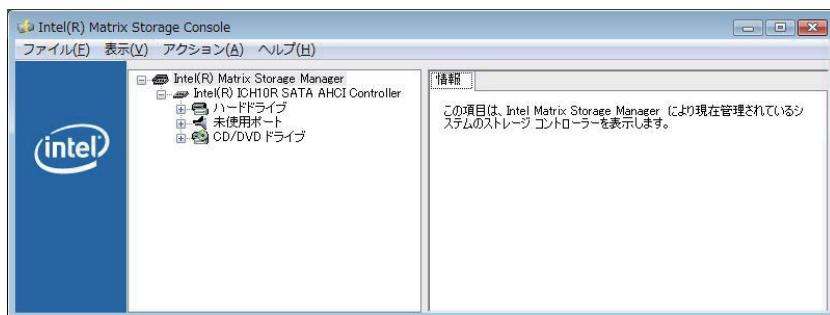 Intel(R) Matrix Storage Console
ファイル(F) 表示(V) アクション(A) ヘルプ(H)
intel
Intel(R) Matrix Storage Manager
Intel(R) ICH10R SATA AHCI Controller
ハードドライブ
未使用ポート
CD/DVD ドライブ
情報
この項目は、Intel Matrix Storage Manager により現在管理されているシ
ステムのストレージ コントローラーを表示します。